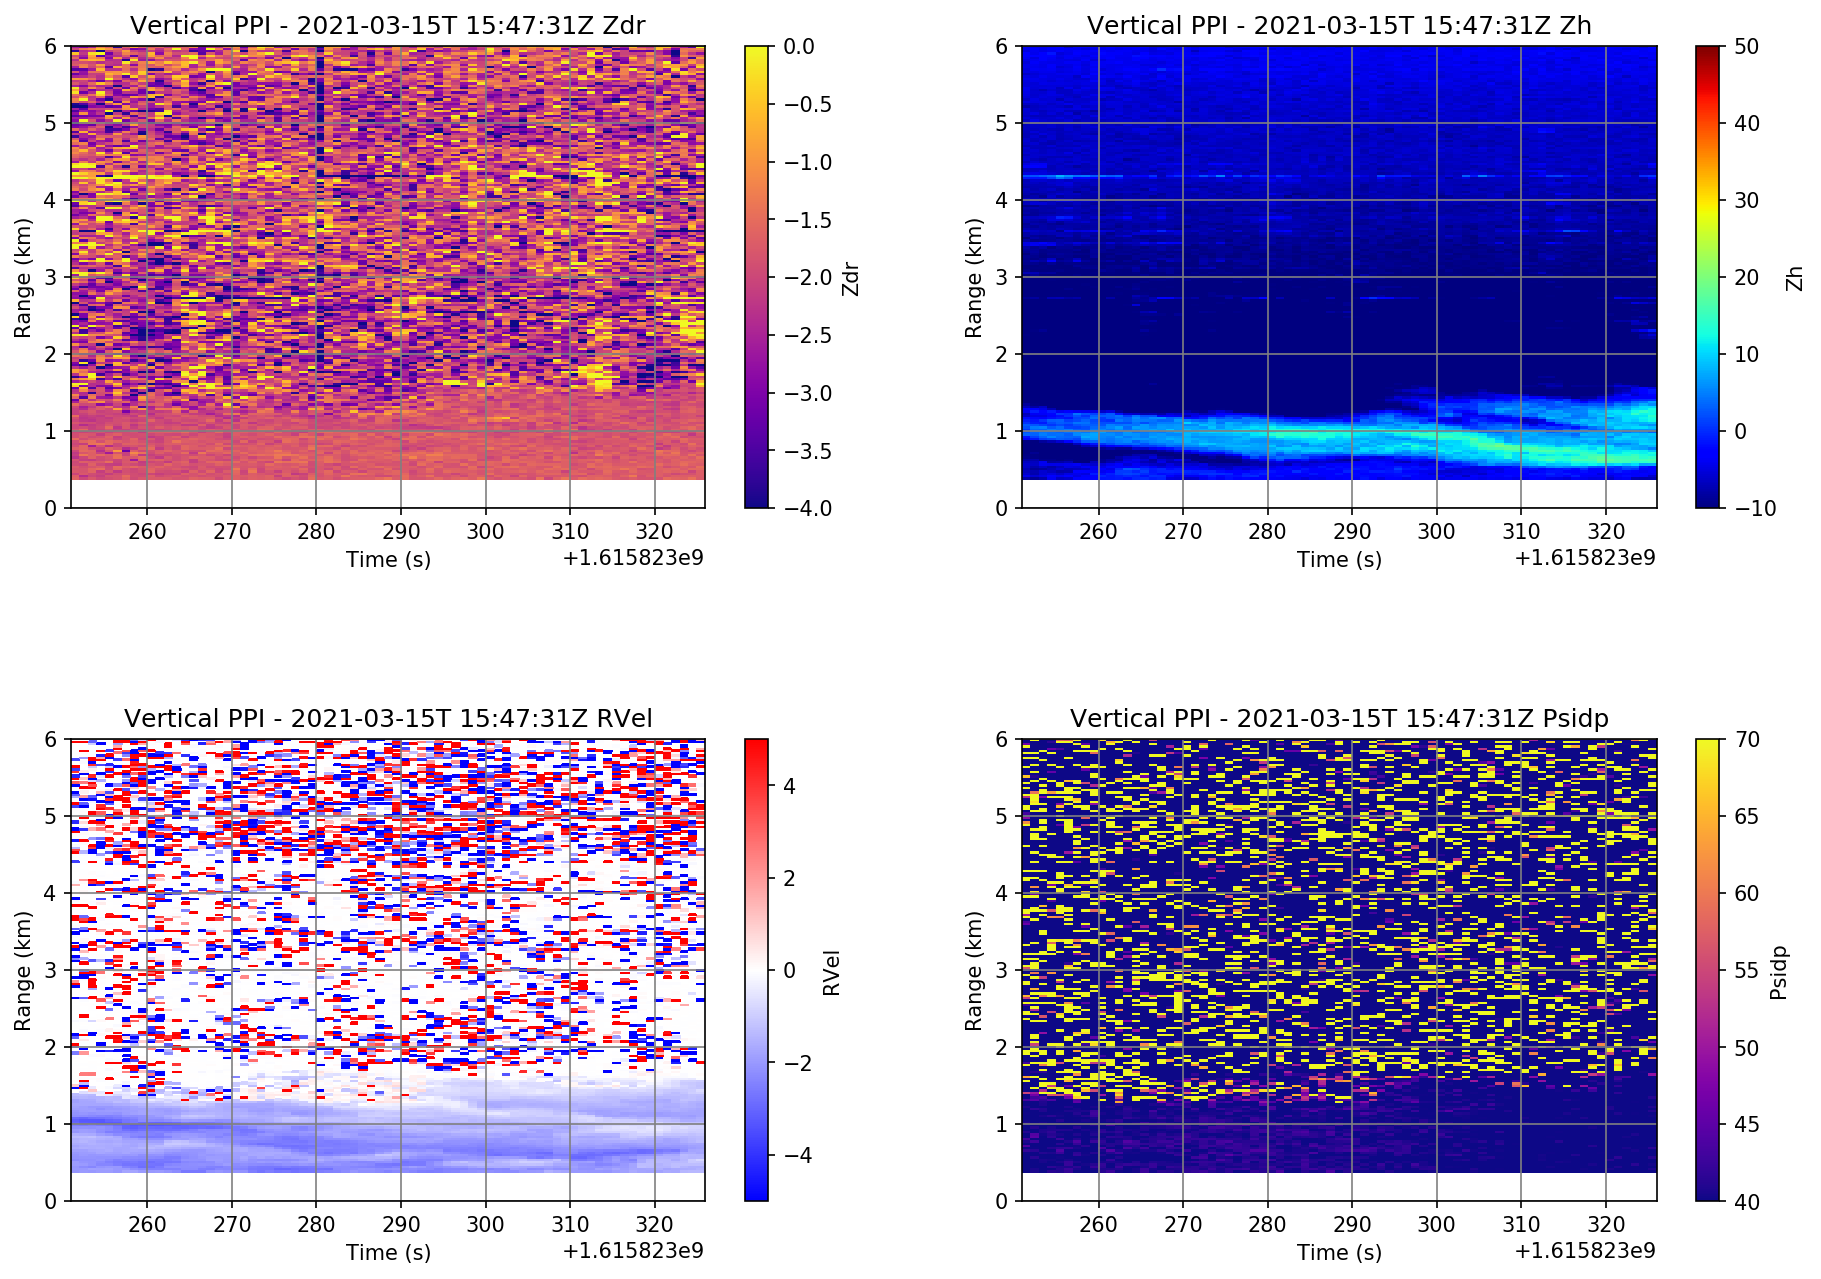 Vertical PPI - 2021-03-15T 15:47:31Z Zdr
6
5
4
3
2
1
0
Range (km)
260 270 280 290 300 310 320
Time (s)
+1.615823e9
0.0
−0.5
−1.0
−1.5
−2.0
−2.5
−3.0
−3.5
−4.0
Zdr
Vertical PPI - 2021-03-15T 15:47:31Z Zh
6
5
4
3
2
1
0
Range (km)
260 270 280 290 300 310 320
Time (s)
+1.615823e9
50
40
30
20
10
0
−10
Zh
Vertical PPI - 2021-03-15T 15:47:31Z RVel
6
5
4
3
2
1
0
Range (km)
260 270 280 290 300 310 320
Time (s)
+1.615823e9
4
2
0
−2
−4
RVel
Vertical PPI - 2021-03-15T 15:47:31Z Psidp
6
5
4
3
2
1
0
Range (km)
260 270 280 290 300 310 320
Time (s)
+1.615823e9
70
65
60
55
50
45
40
Psidp